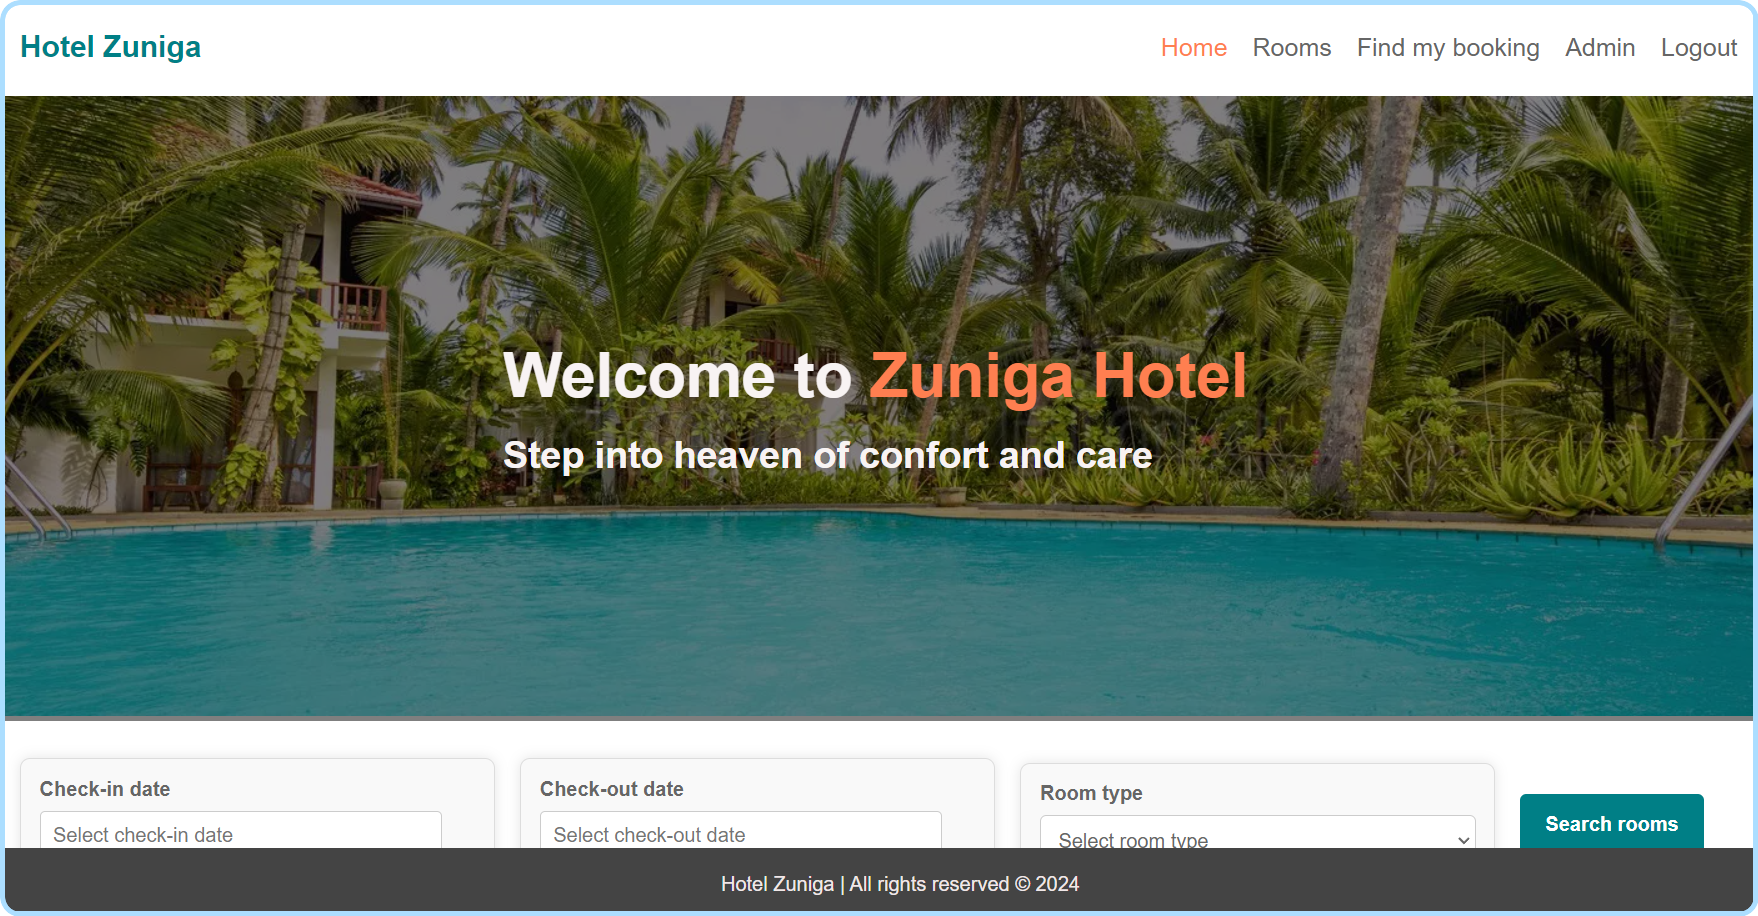 Hotel Zuniga
Home Rooms Find my booking Admin Logout
Welcome to Zuniga Hotel
Step into heaven of confort and care
Check-in date
Select check-in date
Check-out date
Select check-out date
Room type
Select room type
Search rooms
Hotel Zuniga | All rights reserved © 2024